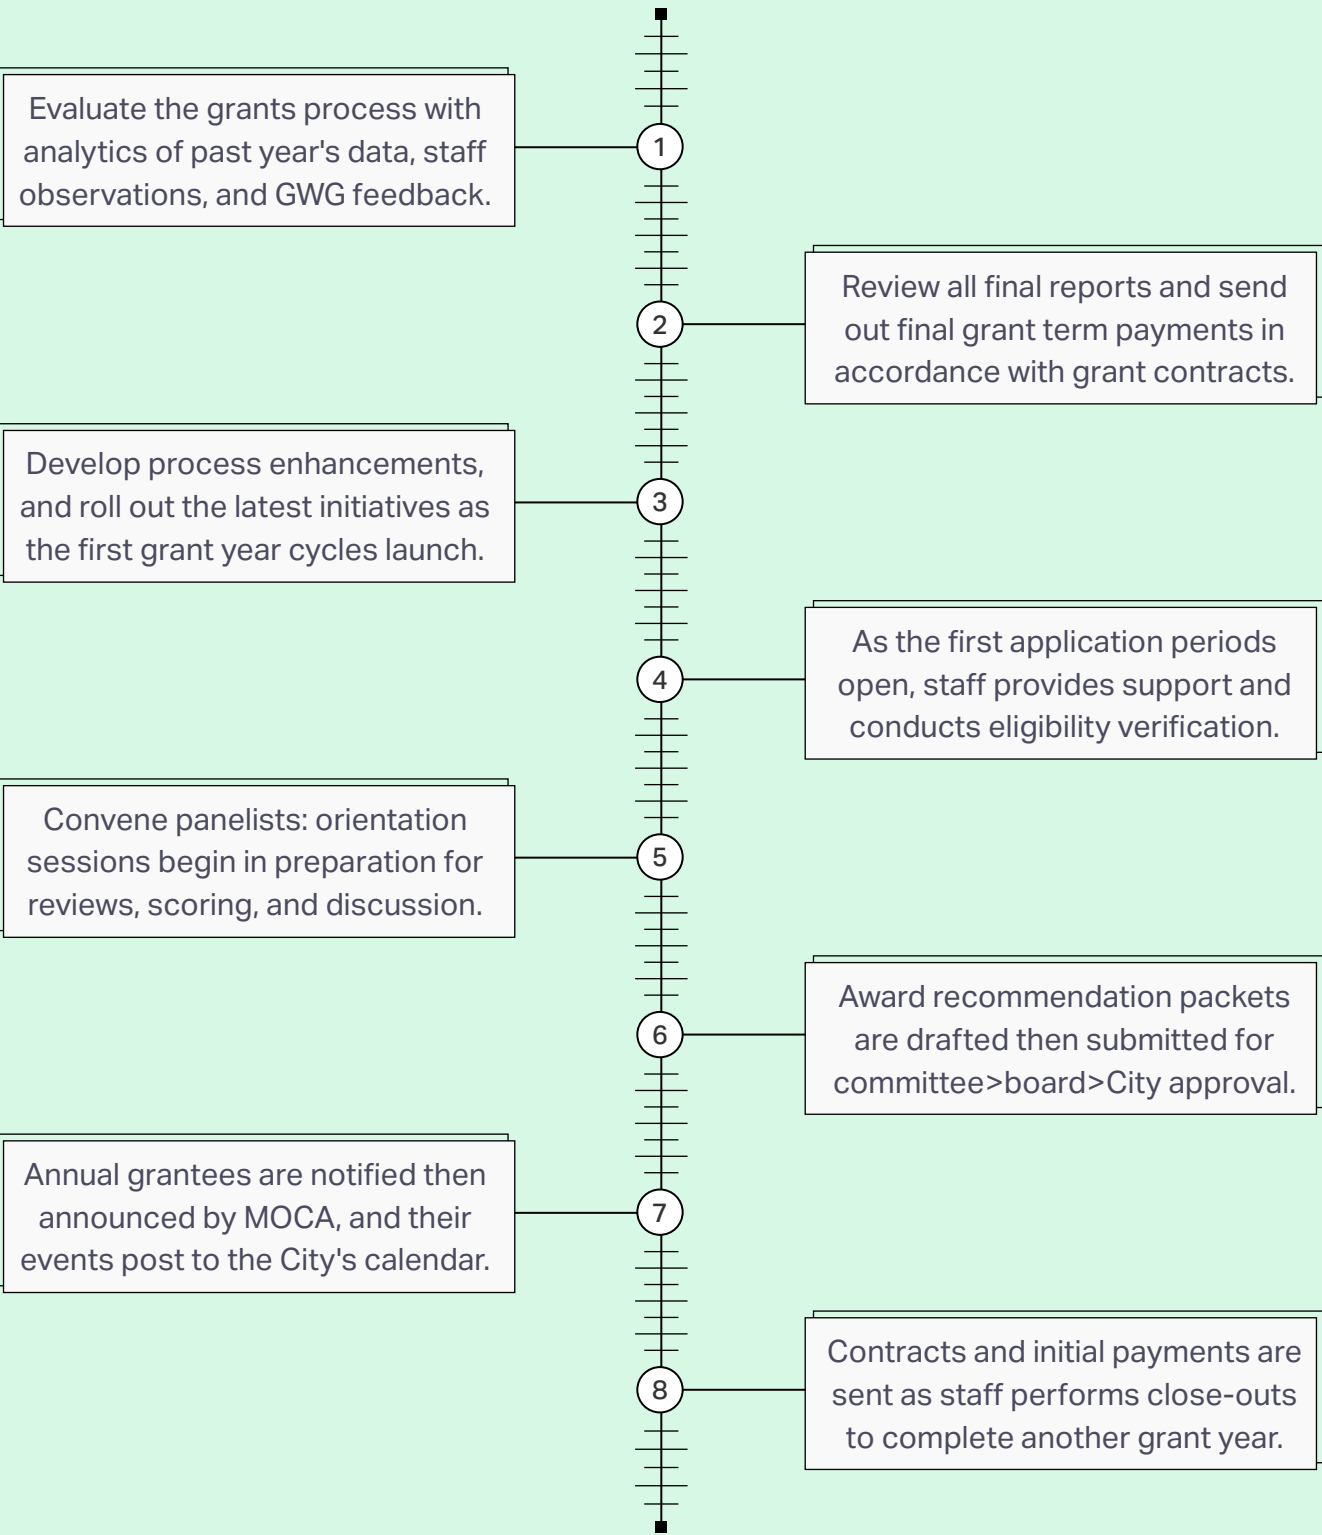 Evaluate the grants process with
analytics of past year's data, staff
observations, and GWG feedback.
1
2
Review all final reports and send
out final grant term payments in
accordance with grant contracts.
Develop process enhancements,
and roll out the latest initiatives as
the first grant year cycles launch.
3
4
As the first application periods
open, staff provides support and
conducts eligibility verification.
Convene panelists: orientation
sessions begin in preparation for
reviews, scoring, and discussion.
5
6
Award recommendation packets
are drafted then submitted for
committee>board>City approval.
Annual grantees are notified then
announced by MOCA, and their
events post to the City's calendar.
7
8
Contracts and initial payments are
sent as staff performs close-outs
to complete another grant year.